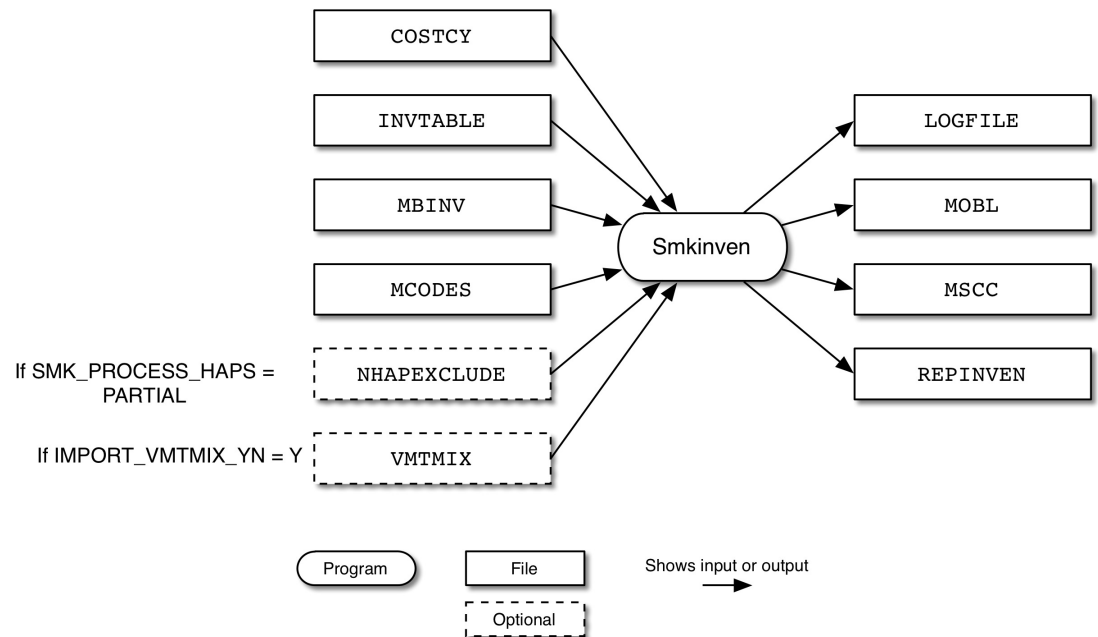 COSTCY
INVTABLE
MBINV
MCODES
If SMK_PROCESS_HAPS =
PARTIAL
NHAPEXCLUDE
If IMPORT_VMTMIX_YN = Y
VMTMIX
Smkinven
LOGFILE
MOBL
MSCC
REPINVEN
Program
File
Optional
Shows input or output